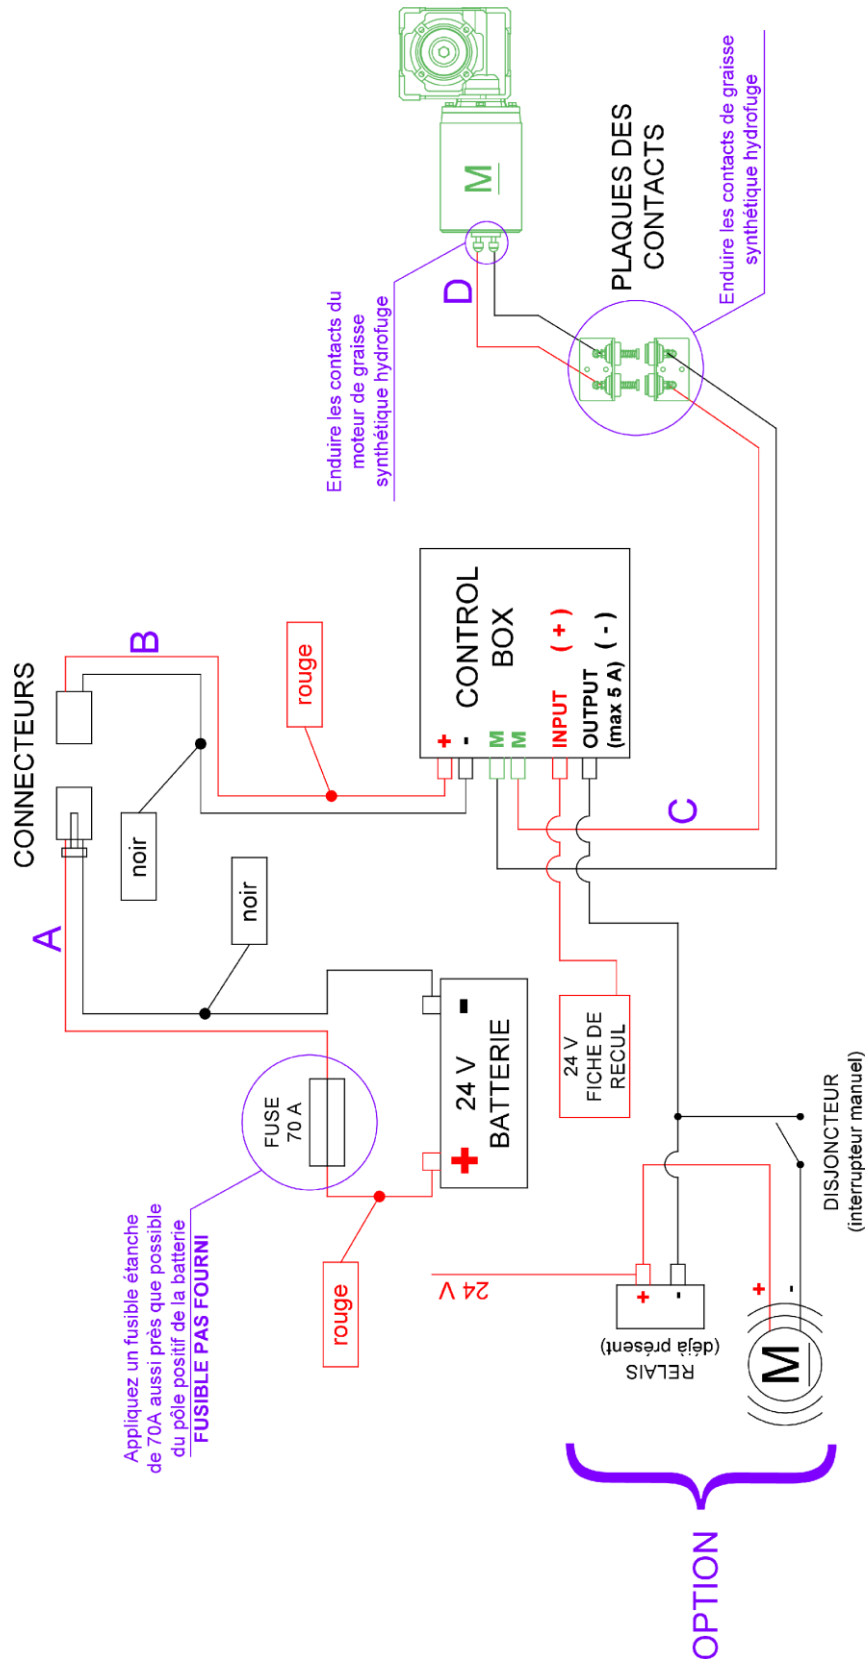 Appliquez un fusible étanche
de 70A aussi près que possible
du pôle positif de la batterie
FUSIBLE PAS FOURNI
FUSE
70 A
rouge
+
-
24 V
BATTERIE
noir
A
CONNECTEURS
noir
B
rouge
Enduire les contacts du
moteur de graisse
synthétique hydrofuge
M
D
PLAQUES DES
CONTACTS
Enduire les contacts de graisse
synthétique hydrofuge
CONTROL
BOX
+
-
M
M
INPUT ( + )
OUTPUT ( - )
(max 5 A)
C
24 V
FICHE DE
RECUL
24 V
+
-
RELAIS
(déjà présent)
M
+
-
DISJONCTEUR
(interrupteur manuel)
OPTION